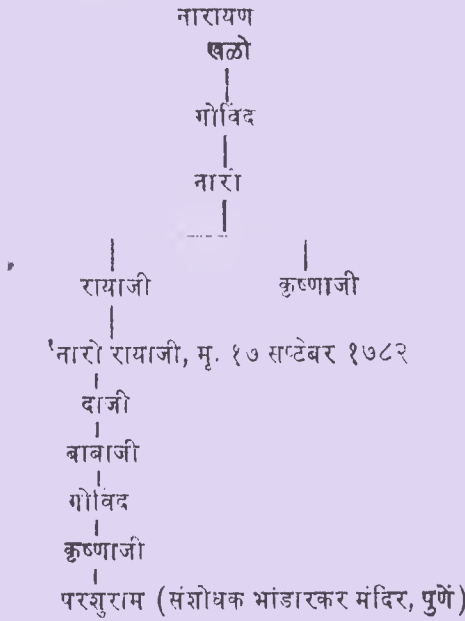 नारायण
खळो
गोविंद
नारो
रायाजी कृष्णाजी
'नारो रायाजी, मृ. १७ सप्टेंबर १७८२
दाजी
बाबाजी
गोविंद
कृष्णाजी
परशुराम (संशोधक भांडारकर मंदिर, पुणें)